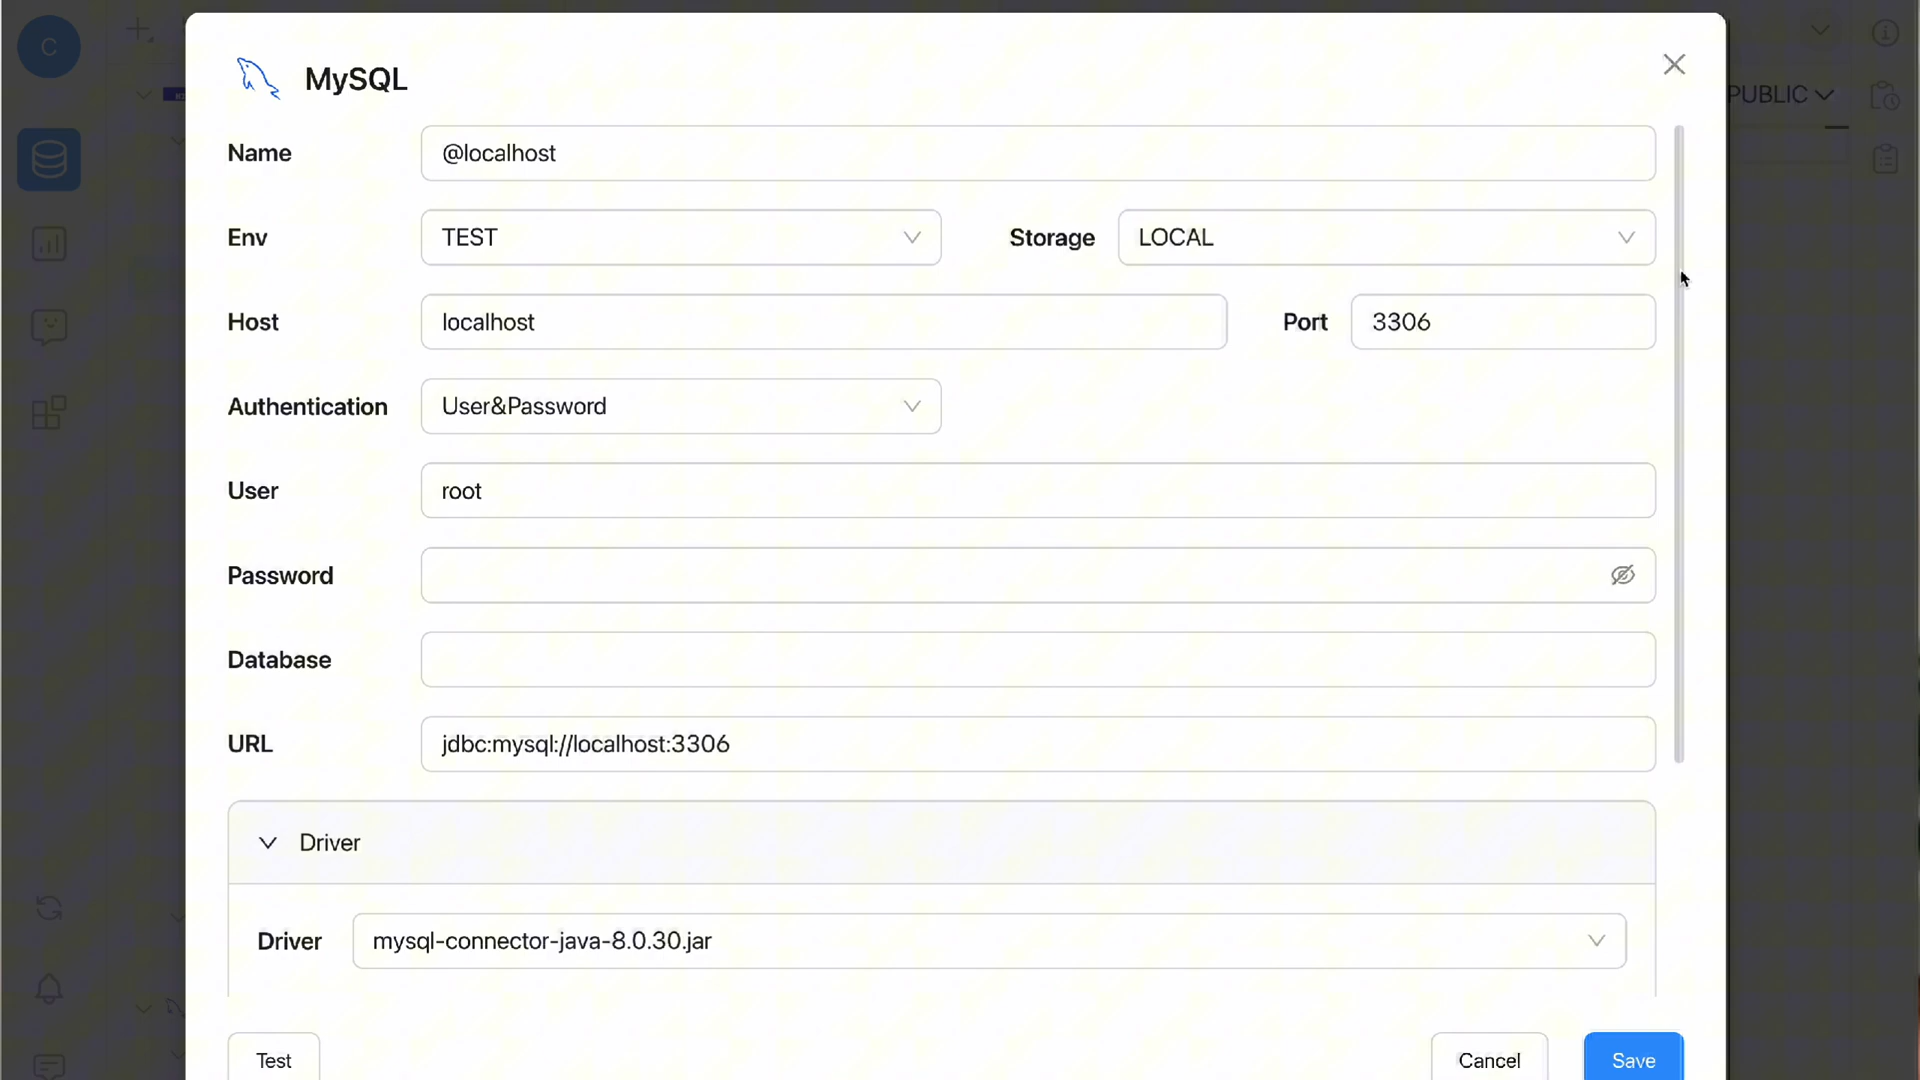 C
MySQL
PUBLIC
Name @localhost
Env TEST Storage LOCAL
Host localhost Port 3306
Authentication User&Password
User root
Password
Database
URL jdbc:mysql://localhost:3306
Driver
Driver mysql-connector-java-8.0.30.jar
Test Cancel Save